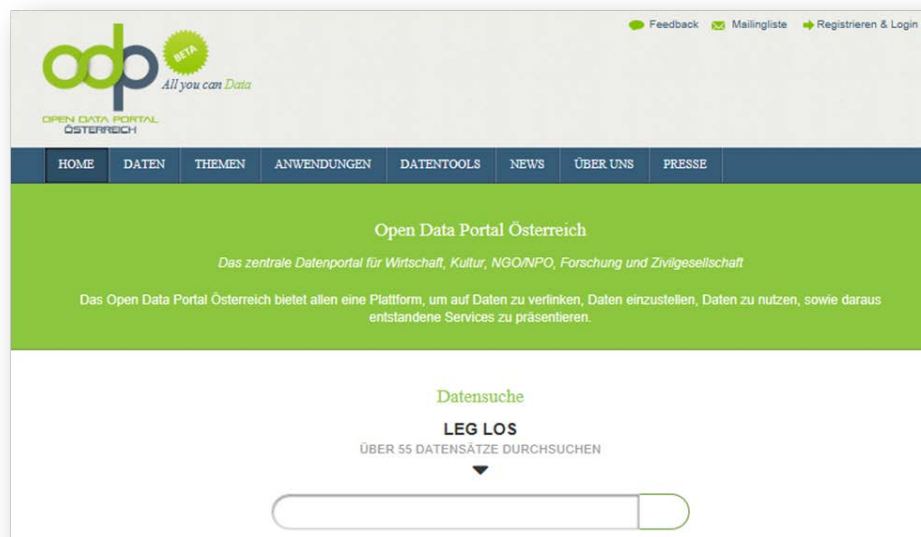 Feedback Mailingliste Registrieren & Login
odp
BETA
All you can Data
OPEN DATA PORTAL
ÖSTERREICH
HOME DATEN THEMEN ANWENDUNGEN DATENTOOLS NEWS ÜBER UNS PRESSE
Open Data Portal Österreich
Das zentrale Datenportal für Wirtschaft, Kultur, NGO/NPO, Forschung und Zivilgesellschaft
Das Open Data Portal Österreich bietet allen eine Plattform, um auf Daten zu verlinken, Daten einzustellen, Daten zu nutzen, sowie daraus
entstandene Services zu präsentieren.
Datensuche
LEG LOS
ÜBER 55 DATENSÄTZE DURCHSUCHEN